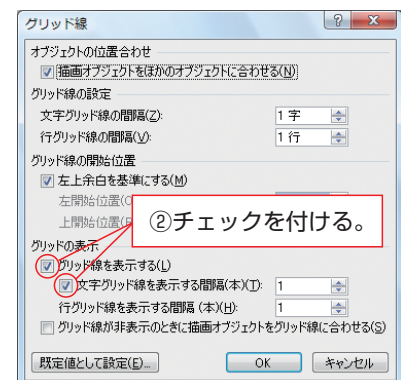 グリッド線
?
X
オブジェクトの位置合わせ
描画オブジェクトをほかのオブジェクトに合わせる(N)
グリッド線の設定
文字グリッド線の間隔(Z): 1 字
行グリッド線の間隔(V): 1 行
グリッド線の開始位置
左上余白を基準にする(M)
左開始位置(O
上開始位置(
②チェックを付ける。
グリッドの表示
グリッド線を表示する(L)
文字グリッド線を表示する間隔(本)(T): 1
行グリッド線を表示する間隔 (本)(H): 1
グリッド線が非表示のときに描画オブジェクトをグリッド線に合わせる(S)
既定値として設定(E)... OK キャンセル